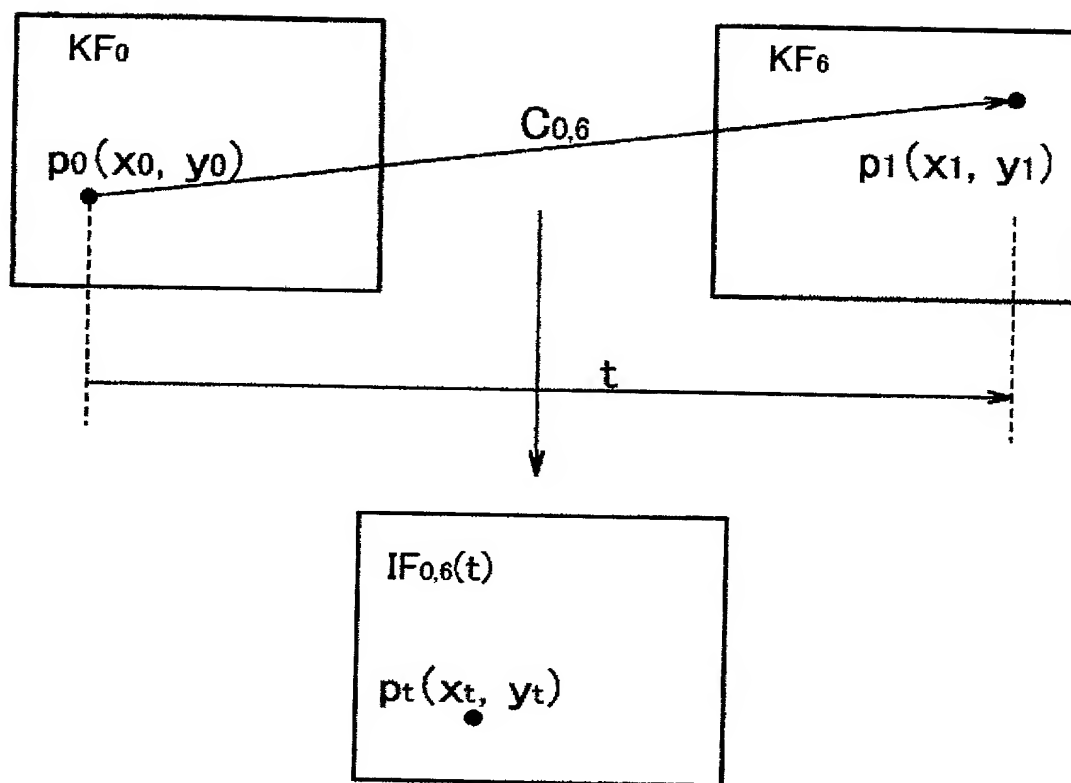 KF0
KF6
C0,6
p0(x0, y0)
p1(x1, y1)
t
IF0,6(t)
pt(xt, yt)